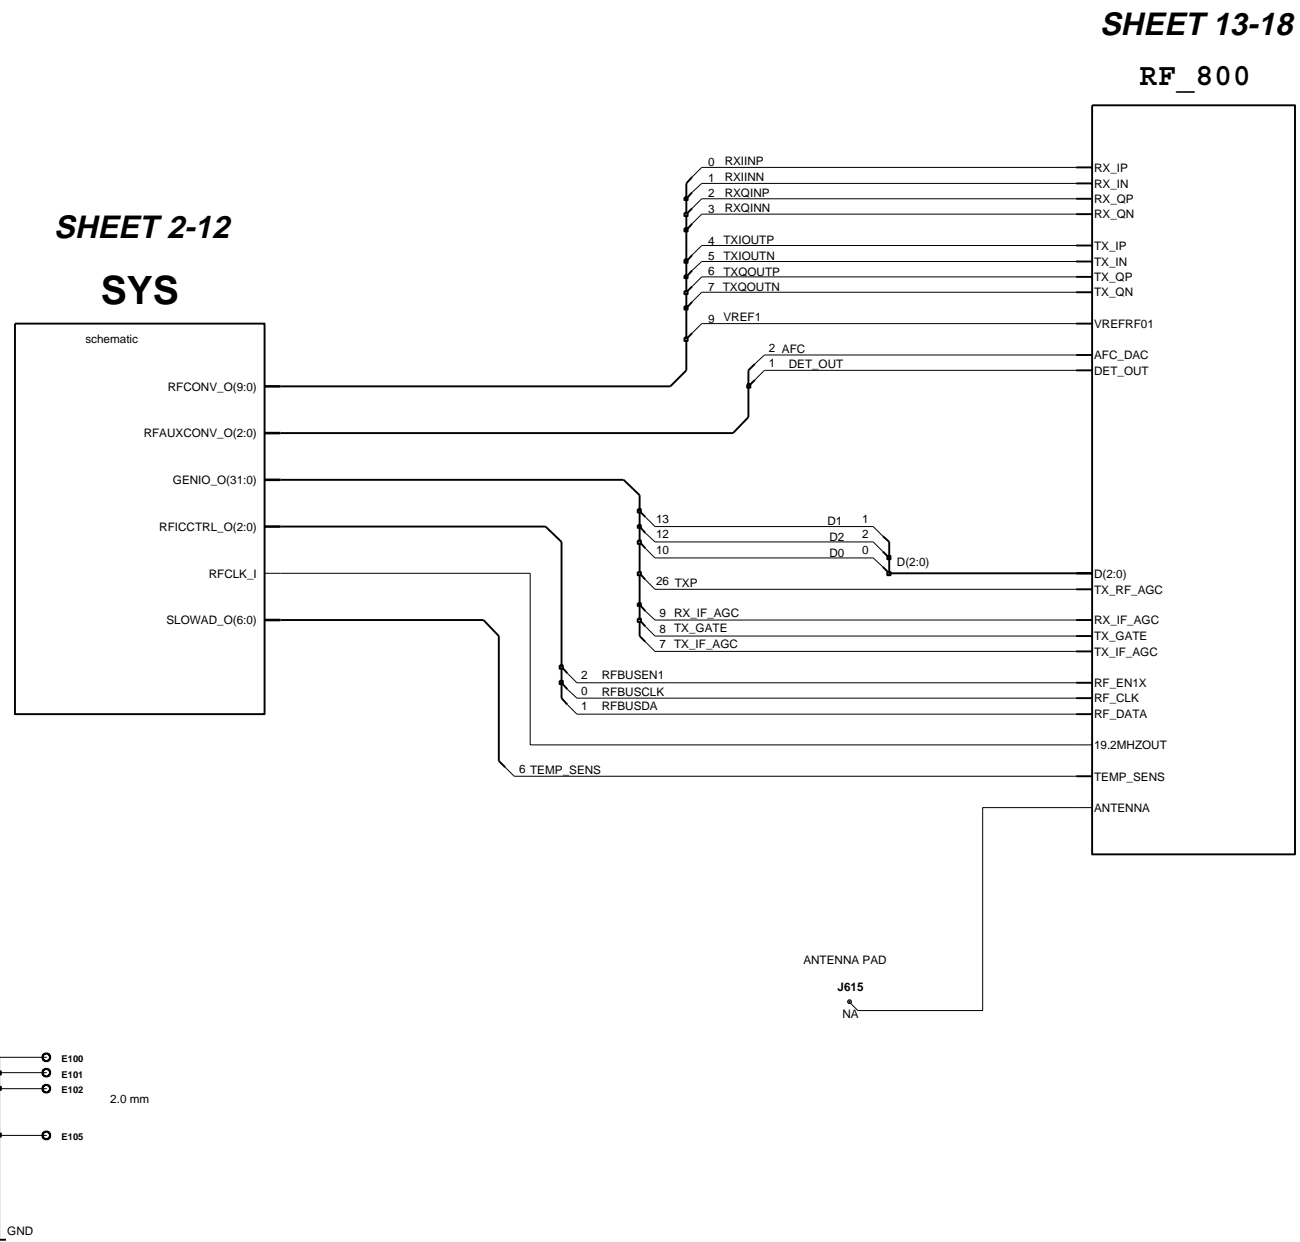 SHEET 13-18
RF_800
SHEET 2-12
SYS
schematic
RFCONV_O(9:0)
RFAUXCONV_O(2:0)
GENIO_O(31:0)
RFICCTRL_O(2:0)
RFCLK_I
SLOWAD_O(6:0)
0 RXIINP
1 RXIINN
2 RXQINP
3 RXQINN
4 TXIOUTP
5 TXIOUTN
6 TXQOUTP
7 TXQOUTN
9 VREF1
2 AFC
1 DET_OUT
13 D1 1
12 D2 2
10 D0 0
D(2:0)
26 TXP
9 RX_IF_AGC
8 TX_GATE
7 TX_IF_AGC
2 RFBUSEN1
0 RFBUSCLK
1 RFBUSDA
6 TEMP_SENS
RX_IP
RX_IN
RX_QP
RX_QN
TX_IP
TX_IN
TX_QP
TX_QN
VREFRF01
AFC_DAC
DET_OUT
D(2:0)
TX_RF_AGC
RX_IF_AGC
TX_GATE
TX_IF_AGC
RF_EN1X
RF_CLK
RF_DATA
19.2MHZOUT
TEMP_SENS
ANTENNA
ANTENNA PAD
J615
NA
E100
E101
E102
2.0 mm
E105
GND